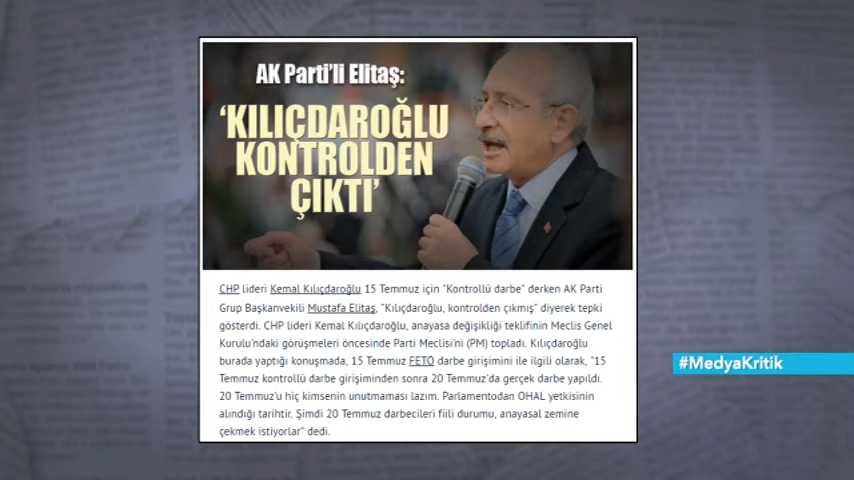 AK Parti'li Elitaş:
'KILIÇDAROĞLU
KONTROLDEN
ÇIKTI'
CHP lideri Kemal Kılıçdaroğlu 15 Temmuz için "Kontrollü darbe" derken AK Parti
Grup Başkanvekili Mustafa Elitaş, "Kılıçdaroğlu, kontrolden çıkmış" diyerek tepki
gösterdi. CHP lideri Kemal Kılıçdaroğlu, anayasa değişikliği teklifinin Meclis Genel
Kurulu'ndaki görüşmeleri öncesinde Parti Meclisi'ni (PM) topladı. Kılıçdaroğlu
burada yaptığı konuşmada, 15 Temmuz FETÖ darbe girişimini ile ilgili olarak, "15
Temmuz kontrollü darbe girişiminden sonra 20 Temmuz'da gerçek darbe yapıldı.
20 Temmuz'u hiç kimsenin unutmaması lazım. Parlamentodan OHAL yetkisinin
alındığı tarihtir. Şimdi 20 Temmuz darbecileri fiili durumu, anayasal zemine
çekmek istiyorlar" dedi.
#MedyaKritik